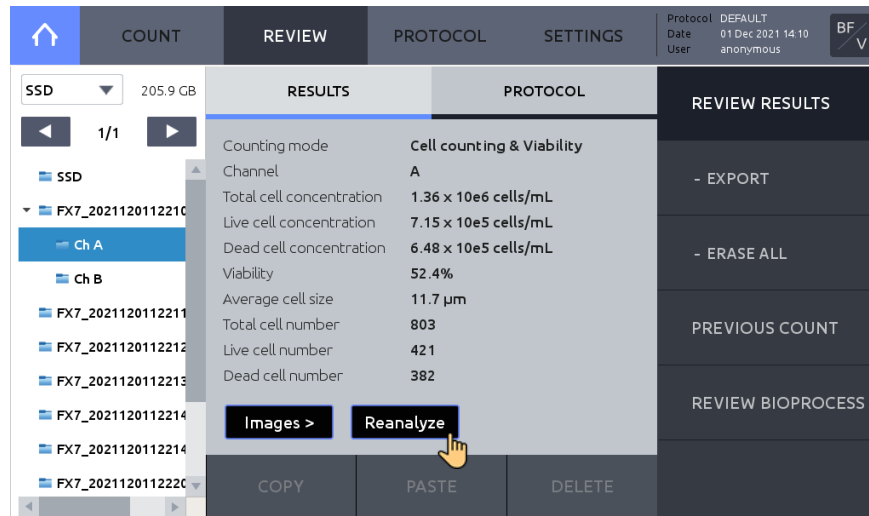 COUNT
REVIEW
PROTOCOL
SETTINGS
Protocol DEFAULT
Date 01 Dec 2021 14:10
User anonymous
BF
V
SSD
205.9 GB
1/1
SSD
FX7_2021120112210
Ch A
Ch B
FX7_2021120112211
FX7_2021120112212
FX7_2021120112213
FX7_2021120112214
FX7_2021120112214
FX7_2021120112220
RESULTS
PROTOCOL
Counting mode Cell counting & Viability
Channel A
Total cell concentration 1.36 x 10e6 cells/mL
Live cell concentration 7.15 x 10e5 cells/mL
Dead cell concentration 6.48 x 10e5 cells/mL
Viability 52.4%
Average cell size 11.7 µm
Total cell number 803
Live cell number 421
Dead cell number 382
Images >
Reanalyze
COPY
PASTE
DELETE
REVIEW RESULTS
- EXPORT
- ERASE ALL
PREVIOUS COUNT
REVIEW BIOPROCESS